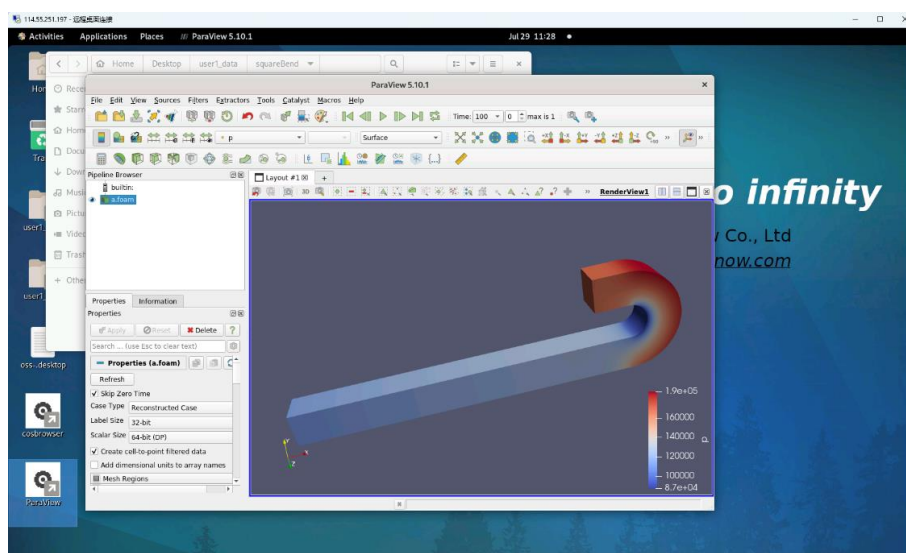 114.55.251.197 - 远程桌面连接
Activities Applications Places ParaView 5.10.1 Jul 29 11:28
Home Desktop user1_data squareBend
ParaView 5.10.1
File Edit View Sources Filters Extractors Tools Catalyst Macros Help
Time: 100 0 max is 1
p Surface
Pipeline Browser
builtin:
a.foam
Layout #1
RenderView1
o infinity
Co., Ltd
now.com
Properties Information
Properties
Apply Reset Delete ?
Search ... (use Esc to clear text)
Properties (a.foam)
Refresh
Skip Zero Time
Case Type Reconstructed Case
Label Size 32-bit
Scalar Size 64-bit (DP)
Create cell-to-point filtered data
Add dimensional units to array names
Mesh Regions
1.9e+05
160000
140000
120000
100000
8.7e+04
p
Y
X
Z
oss-.desktop
cosbrowser
ParaView